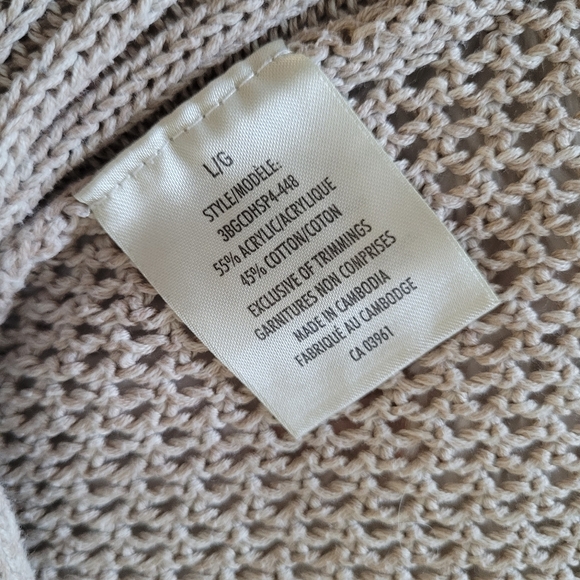 L/G
STYLE/MODÈLE:
3BGCDHSP4-448
55% ACRYLIC/ACRYLIQUE
45% COTTON/COTON
EXCLUSIVE OF TRIMMINGS
GARNITURES NON COMPRISES
MADE IN CAMBODIA
FABRIQUÉ AU CAMBODGE
CA 03961